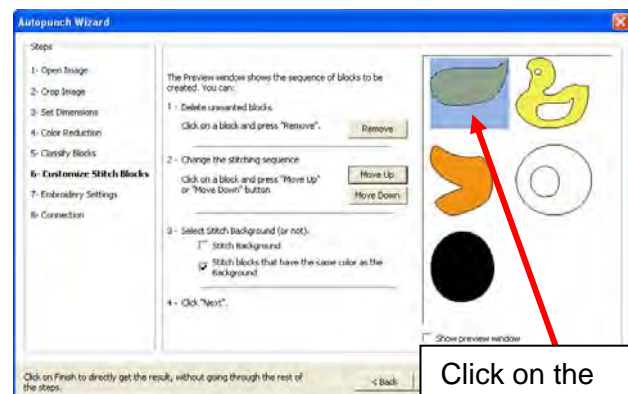 Autopunch Wizard
Steps
1- Open Image
2- Crop Image
3- Set Dimensions
4- Color Reduction
5- Classify Blocks
6- Customize Stitch Blocks
7- Embroidery Settings
8- Connection
The Preview window shows the sequence of blocks to be
created. You can:
1 - Delete unwanted blocks.
Click on a block and press "Remove".
Remove
2 - Change the stitching sequence
Click on a block and press "Move Up"
or "Move Down" button
Move Up
Move Down
3 - Select Stitch Background (or not).
Stitch Background
Stitch blocks that have the same color as the
Background
4 - Click "Next".
Show preview window
Click on Finish to directly get the result, without going through the rest of
the steps.
< Back
Click on the